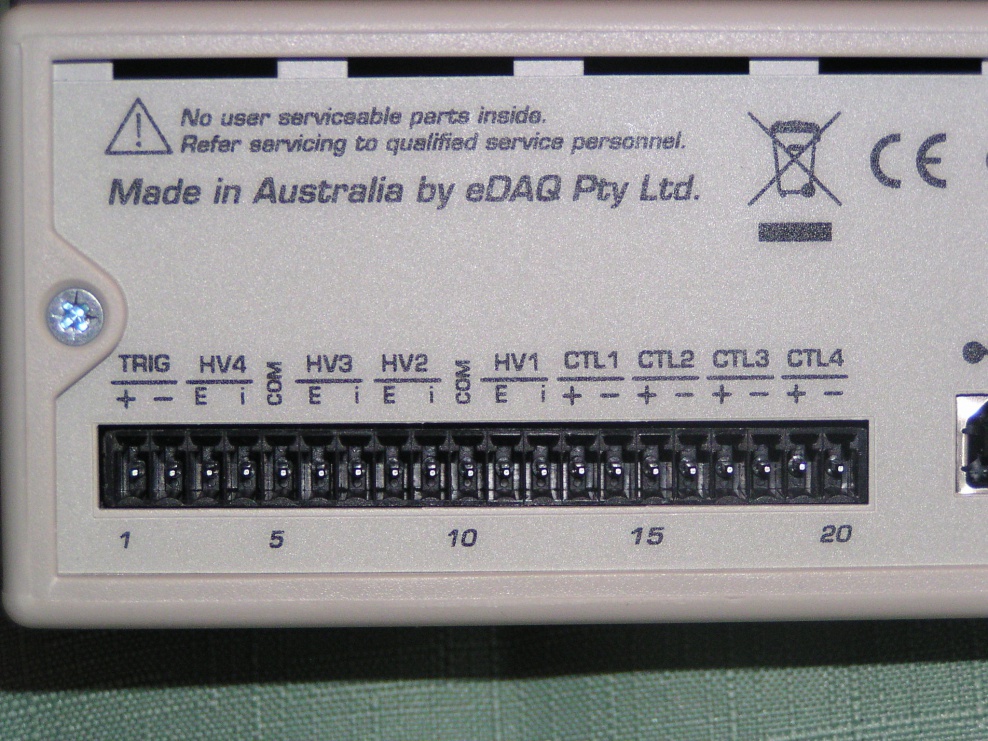 No user serviceable parts inside.
Refer servicing to qualified service personnel.
Made in Australia by eDAQ Pty Ltd.
CE
TRIG HV4 COM HV3 HV2 COM HV1 CTL1 CTL2 CTL3 CTL4
+ − E i E i E i E i + − + − + − + −
1 5 10 15 20